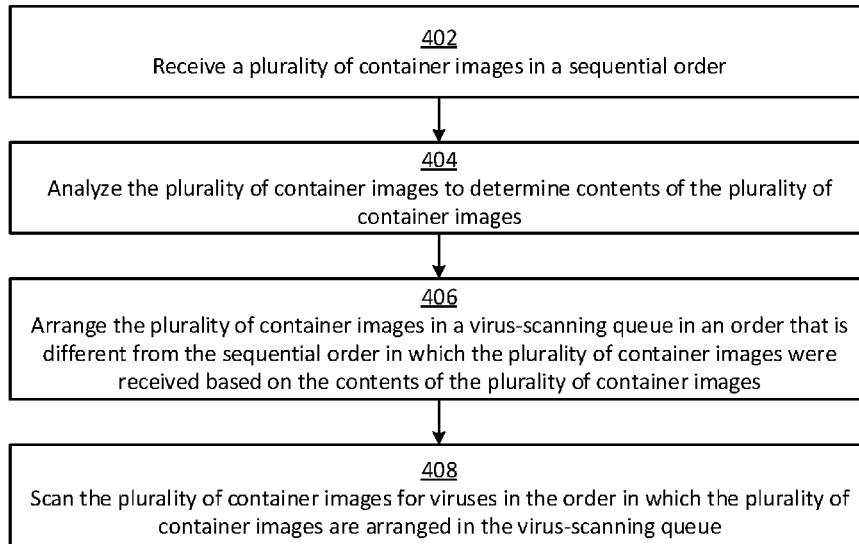 402
Receive a plurality of container images in a sequential order
404
Analyze the plurality of container images to determine contents of the plurality of
container images
406
Arrange the plurality of container images in a virus-scanning queue in an order that is
different from the sequential order in which the plurality of container images were
received based on the contents of the plurality of container images
408
Scan the plurality of container images for viruses in the order in which the plurality of
container images are arranged in the virus-scanning queue